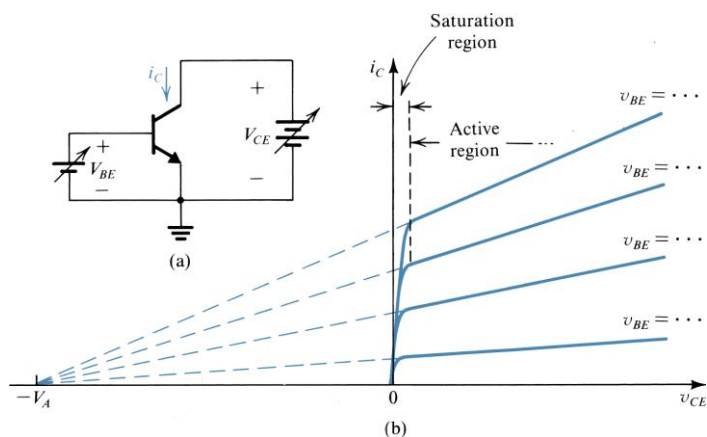 Saturation
region
i_C
+
V_BE
−
+
V_CE
−
(a)
i_C
Active
region
...
v_BE = · · ·
v_BE = · · ·
v_BE = · · ·
v_BE = · · ·
−V_A
0
v_CE
(b)